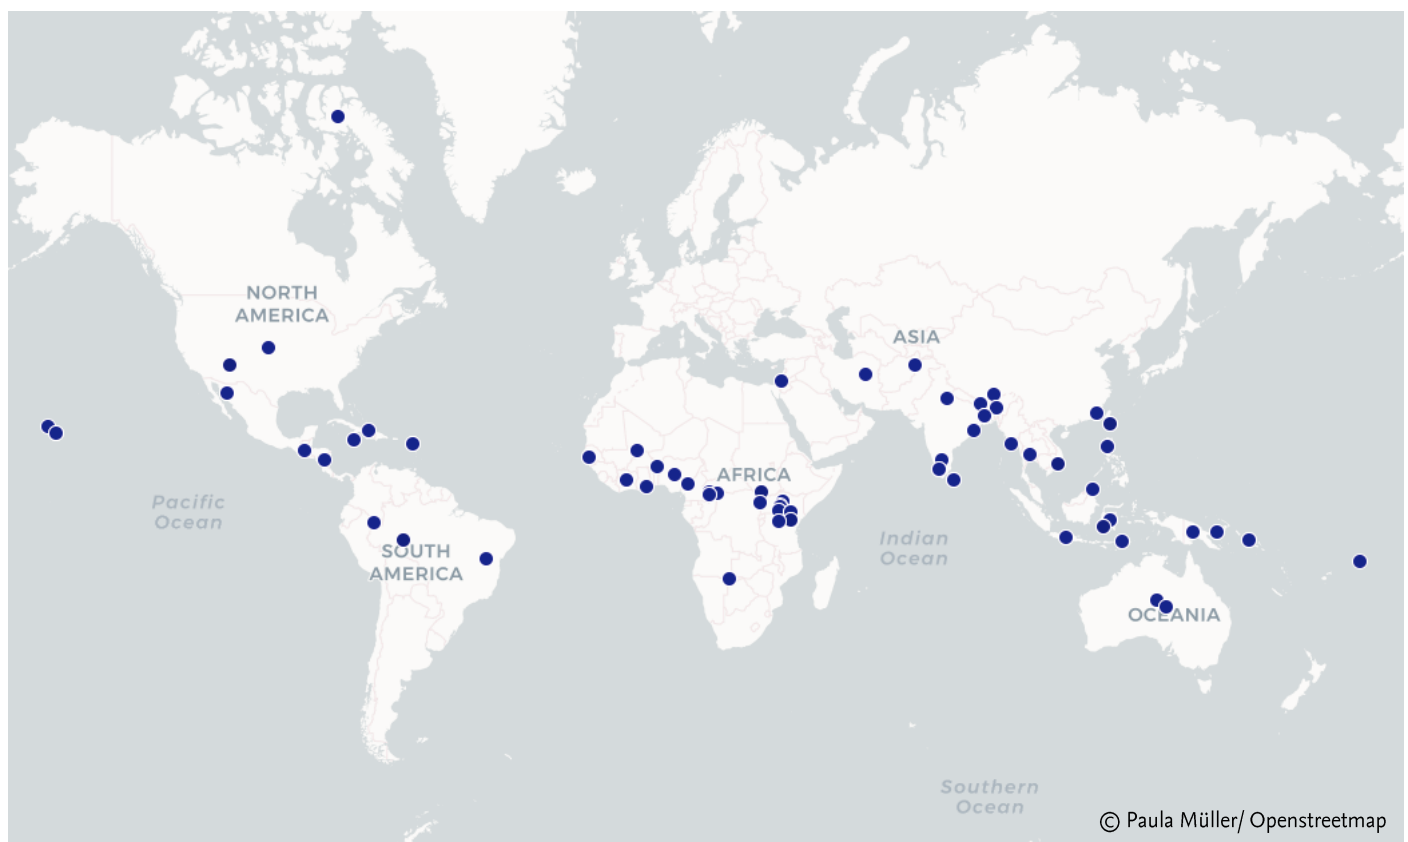 NORTH
AMERICA
ASIA
AFRICA
Pacific
Ocean
SOUTH
AMERICA
Indian
Ocean
OCEANIA
Southern
Ocean
© Paula Müller/ Openstreetmap